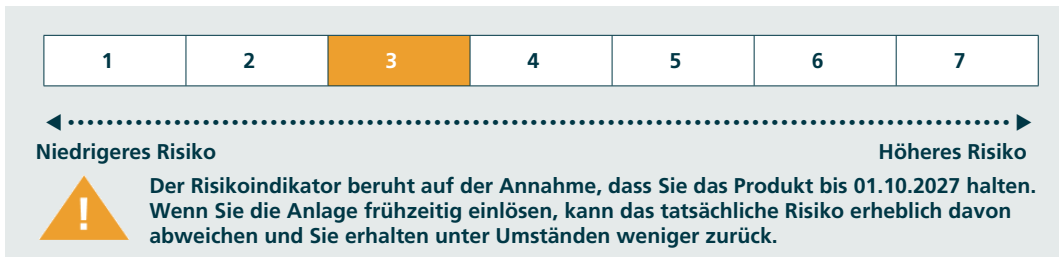 1 2 3 4 5 6 7
Niedrigeres Risiko Höheres Risiko
Der Risikoindikator beruht auf der Annahme, dass Sie das Produkt bis 01.10.2027 halten.
Wenn Sie die Anlage frühzeitig einlösen, kann das tatsächliche Risiko erheblich davon
abweichen und Sie erhalten unter Umständen weniger zurück.